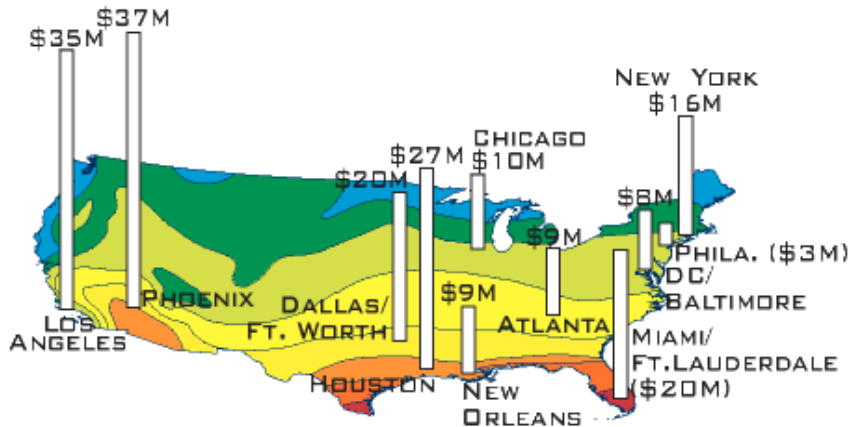 $37M
$35M
NEW YORK
$16M
CHICAGO
$10M
$27M
$20M
$8M
$9M
PHILA. ($3M)
DC/
BALTIMORE
PHOENIX
$9M
DALLAS/
FT. WORTH
ATLANTA
LOS
ANGELES
MIAMI/
FT.LAUDERDALE
($20M)
HOUSTON
NEW
ORLEANS